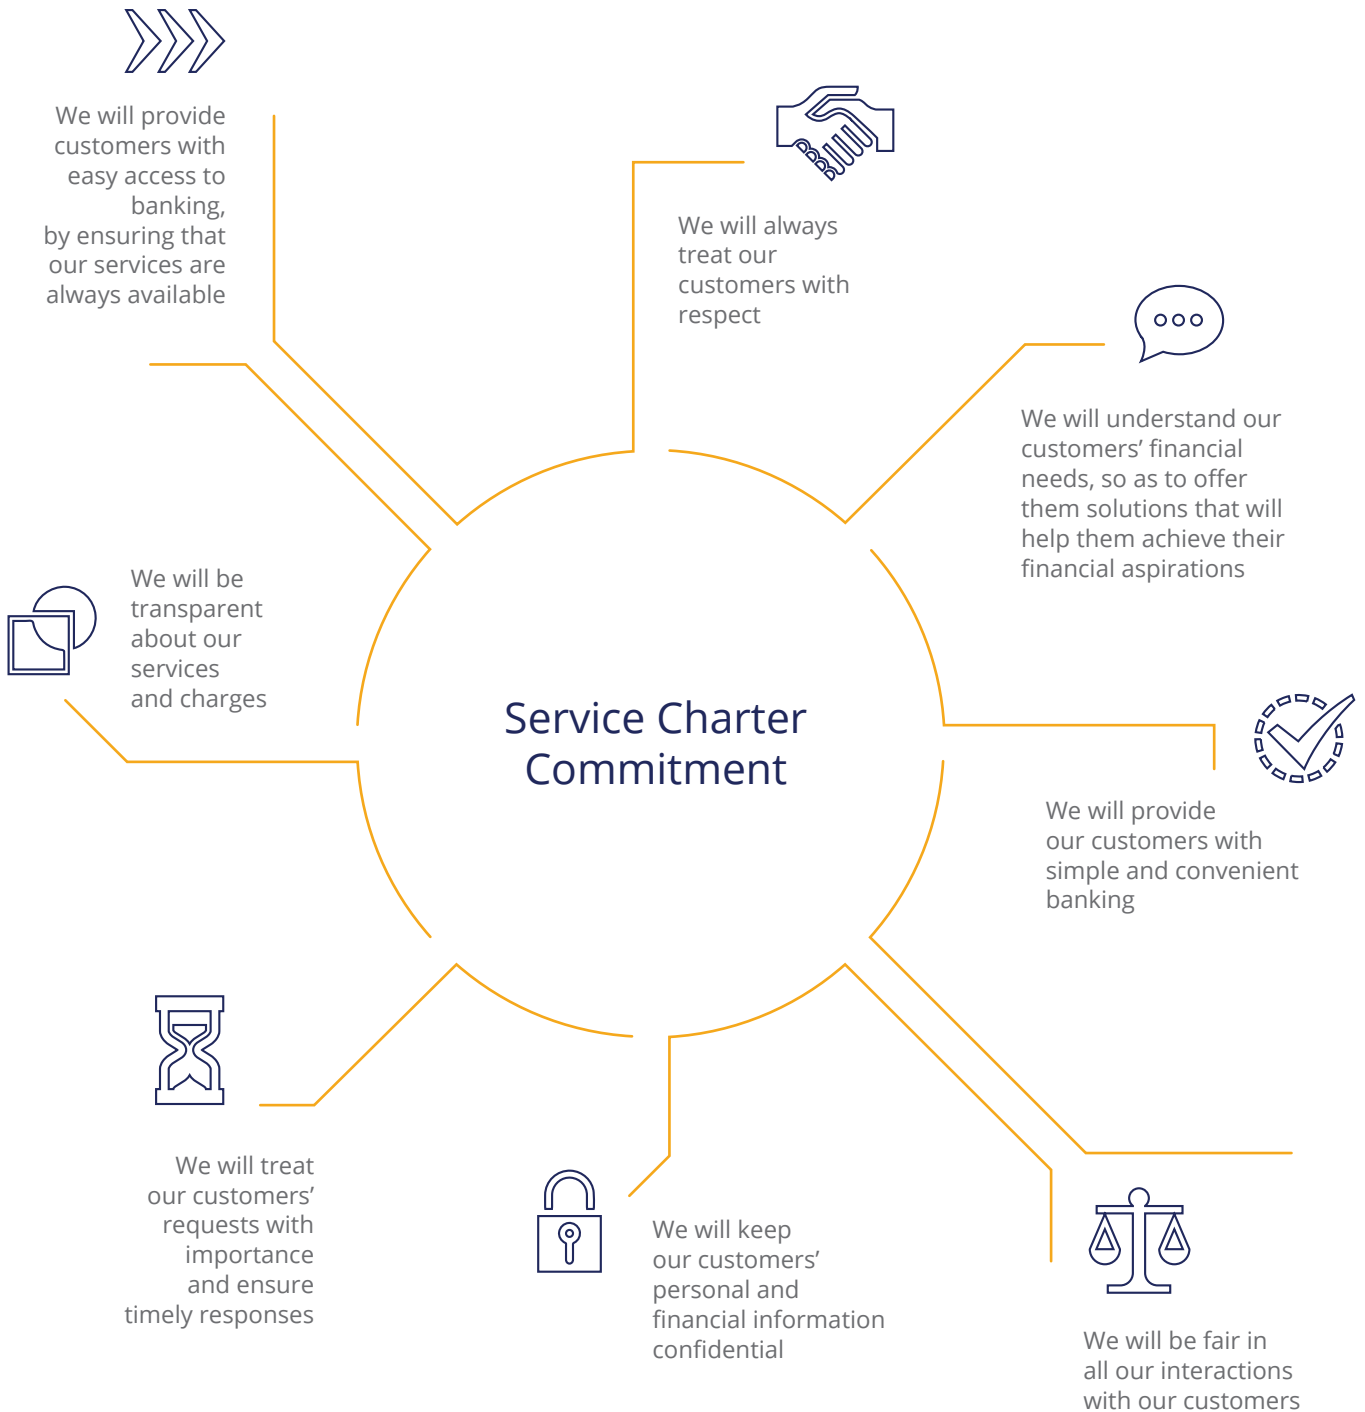 We will provide
customers with
easy access to
banking,
by ensuring that
our services are
always available
We will always
treat our
customers with
respect
We will understand our
customers’ financial
needs, so as to offer
them solutions that will
help them achieve their
financial aspirations
We will be
transparent
about our
services
and charges
Service Charter
Commitment
We will provide
our customers with
simple and convenient
banking
We will treat
our customers’
requests with
importance
and ensure
timely responses
We will keep
our customers’
personal and
financial information
confidential
We will be fair in
all our interactions
with our customers